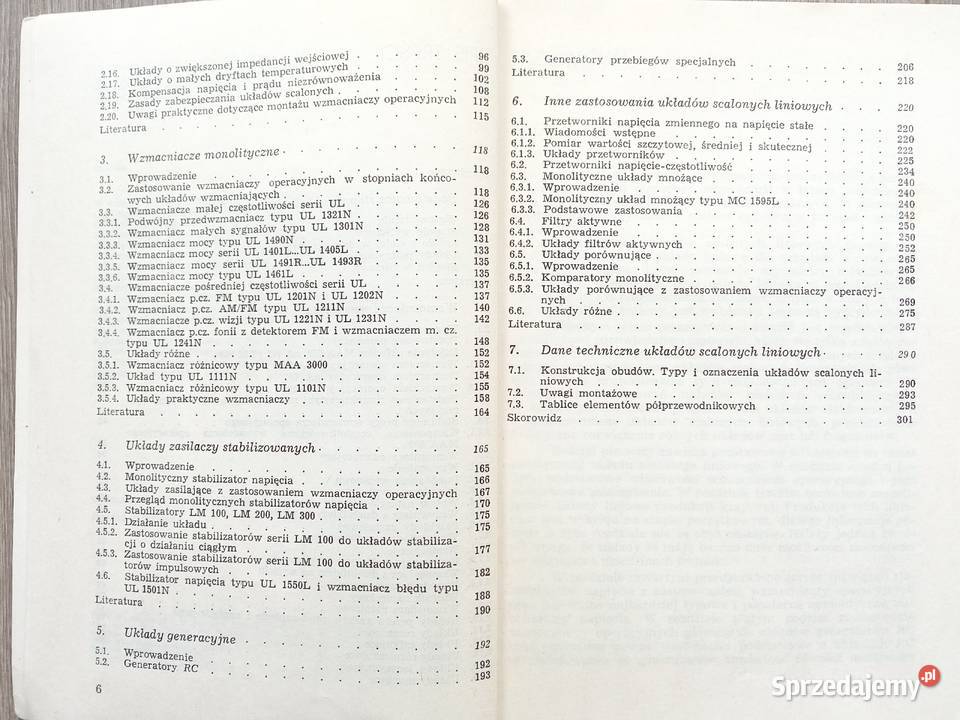 2.16. Układy o zwiększonej impedancji wejściowej . . . . . 96
2.17. Układy o małych dryftach temperaturowych . . . . . 99
2.18. Kompensacja napięcia i prądu niezrównoważenia . . . . 102
2.19. Zasady zabezpieczania układów scalonych . . . . . 108
2.20. Uwagi praktyczne dotyczące montażu wzmacniaczy operacyjnych 112
Literatura . . . . . . . . . . . 115
3. Wzmacniacze monolityczne . . . . . . . . 118
3.1. Wprowadzenie . . . . . . . . . . 118
3.2. Zastosowanie wzmacniaczy operacyjnych w stopniach końco-
wych układów wzmacniających . . . . . . . 118
3.3. Wzmacniacze małej częstotliwości serii UL . . . . . 126
3.3.1. Podwójny przedwzmacniacz typu UL 1321N . . . . . 126
3.3.2. Wzmacniacz małych sygnałów typu UL 1301N . . . . 128
3.3.3. Wzmacniacz mocy typu UL 1490N . . . . . . 131
3.3.4. Wzmacniacz mocy serii UL 1401L...UL 1405L . . . . . 133
3.3.5. Wzmacniacz mocy serii UL 1491R...UL 1493R . . . . . 135
3.3.6. Wzmacniacz mocy typu UL 1461L . . . . . . 135
3.4. Wzmacniacze pośredniej częstotliwości serii UL . . . . 137
3.4.1. Wzmacniacz p.cz. FM typu UL 1201N i UL 1202N . . . . 137
3.4.2. Wzmacniacz p.cz. AM/FM typu UL 1211N . . . . . 140
3.4.3. Wzmacniacze p.cz. wizji typu UL 1221N i UL 1231N . . . . 142
3.4.4. Wzmacniacz p.cz. fonii z detektorem FM i wzmacniaczem m. cz.
typu UL 1241N . . . . . . . . . . 148
3.5. Układy różne . . . . . . . . . . 152
3.5.1. Wzmacniacz różnicowy typu MAA 3000 . . . . . . 152
3.5.2. Układ typu UL 1111N . . . . . . . . 154
3.5.3. Wzmacniacz różnicowy typu UL 1101N . . . . . . 155
3.5.4. Układy praktyczne wzmacniaczy . . . . . . . 158
Literatura . . . . . . . . . . . 164
4. Układy zasilaczy stabilizowanych . . . . . . . 165
4.1. Wprowadzenie . . . . . . . . . . 165
4.2. Monolityczny stabilizator napięcia . . . . . . . 166
4.3. Układy zasilające z zastosowaniem wzmacniaczy operacyjnych 167
4.4. Przegląd monolitycznych stabilizatorów napięcia . . . . 170
4.5. Stabilizatory LM 100, LM 200, LM 300 . . . . . . 175
4.5.1. Działanie układu . . . . . . . . . 175
4.5.2. Zastosowanie stabilizatorów serii LM 100 do układów stabiliza-
cji o działaniu ciągłym . . . . . . . . 177
4.5.3. Zastosowanie stabilizatorów serii LM 100 do układów stabiliza-
torów impulsowych . . . . . . . . . 182
4.6. Stabilizator napięcia typu UL 1550L i wzmacniacz błędu typu
UL 1501N . . . . . . . . . . . 188
Literatura . . . . . . . . . . . 190
5. Układy generacyjne . . . . . . . . . 192
5.1. Wprowadzenie . . . . . . . . . . 192
5.2. Generatory RC . . . . . . . . . . 193
6
5.3. Generatory przebiegów specjalnych . . . . . . 206
Literatura . . . . . . . . . . . 218
6. Inne zastosowania układów scalonych liniowych . . . 220
6.1. Przetworniki napięcia zmiennego na napięcie stałe . . . . 220
6.1.1. Wiadomości wstępne . . . . . . . . 220
6.1.2. Pomiar wartości szczytowej, średniej i skutecznej . . . . 222
6.1.3. Układy przetworników . . . . . . . . 225
6.2. Przetworniki napięcie-częstotliwość . . . . . . 234
6.3. Monolityczne układy mnożące . . . . . . . 240
6.3.1. Wprowadzenie . . . . . . . . . . 240
6.3.2. Monolityczny układ mnożący typu MC 1595L . . . . . 240
6.3.3. Podstawowe zastosowania . . . . . . . . 242
6.4. Filtry aktywne . . . . . . . . . . 250
6.4.1. Wprowadzenie . . . . . . . . . . 250
6.4.2. Układy filtrów aktywnych . . . . . . . . 252
6.5. Układy porównujące . . . . . . . . . 265
6.5.1. Wprowadzenie . . . . . . . . . . 265
6.5.2. Komparatory monolityczne . . . . . . . . 266
6.5.3. Układy porównujące z zastosowaniem wzmacniaczy operacyj-
nych . . . . . . . . . . . . 269
6.6. Układy różne . . . . . . . . . . 275
Literatura . . . . . . . . . . . 287
7. Dane techniczne układów scalonych liniowych . . . . 290
7.1. Konstrukcja obudów. Typy i oznaczenia układów scalonych li-
niowych . . . . . . . . . . . 290
7.2. Uwagi montażowe . . . . . . . . . 293
7.3. Tablice elementów półprzewodnikowych . . . . . . 295
Skorowidz . . . . . . . . . . . 301
Sprzedajemy.pl